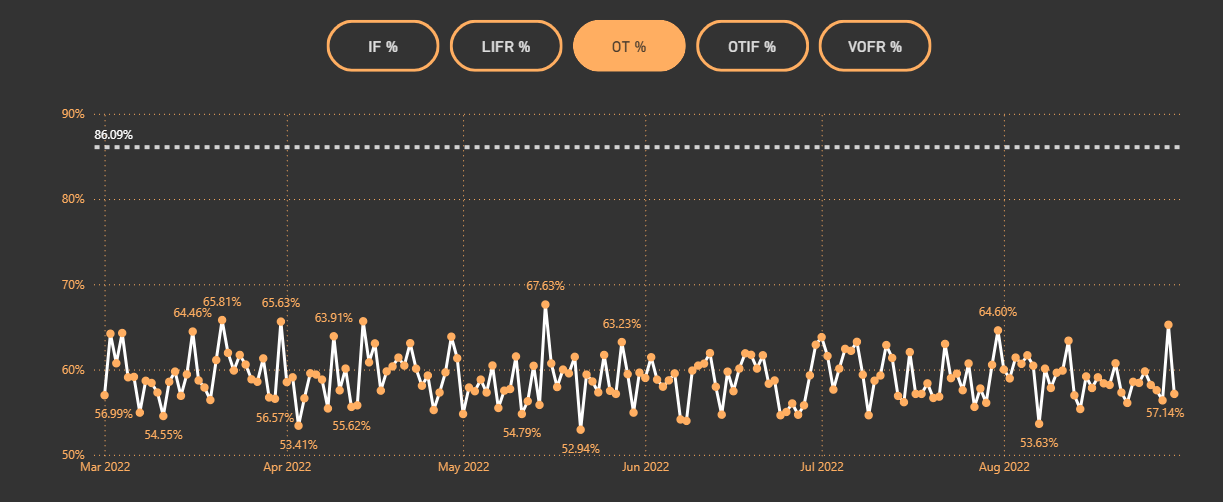 IF % LIFR % OT % OTIF % VOFR %
90%
86.09%
80%
70%
67.63%
65.81% 65.63%
64.46% 63.91% 63.23% 64.60%
60%
56.99% 56.57% 55.62% 57.14%
54.55% 53.41% 54.79% 52.94% 53.63%
50%
Mar 2022 Apr 2022 May 2022 Jun 2022 Jul 2022 Aug 2022